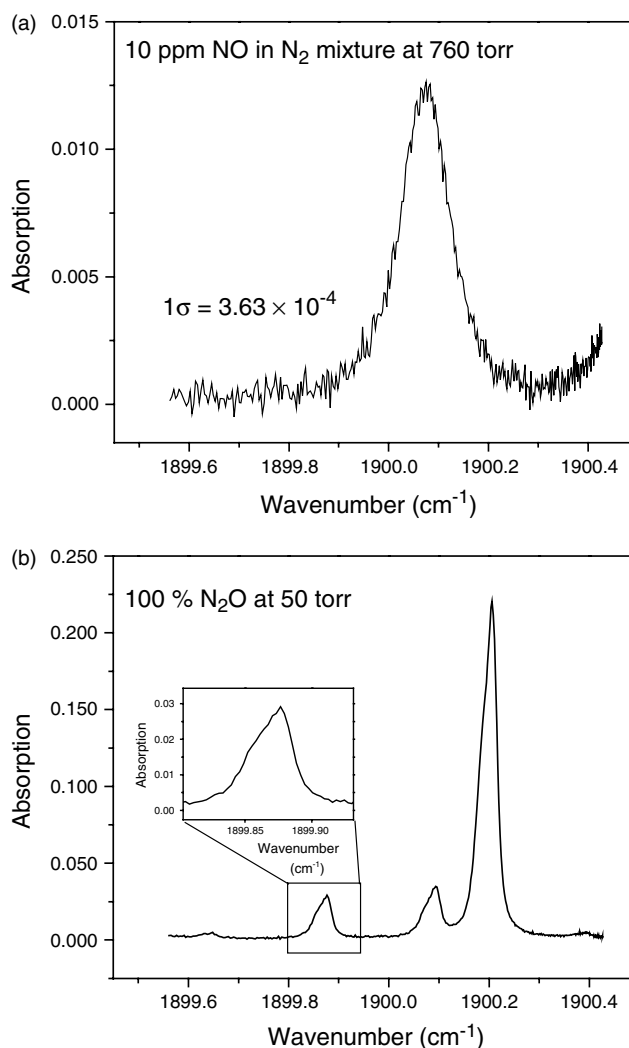 (a)
0.015
10 ppm NO in N₂ mixture at 760 torr
0.010
Absorption
0.005
1σ = 3.63 × 10⁻⁴
0.000
1899.6 1899.8 1900.0 1900.2 1900.4
Wavenumber (cm⁻¹)
(b)
0.250
100 % N₂O at 50 torr
0.200
0.150
Absorption
0.100
0.050
0.000
0.03
0.02
Absorption
0.01
0.00
1899.85 1899.90
Wavenumber
(cm⁻¹)
1899.6 1899.8 1900.0 1900.2 1900.4
Wavenumber (cm⁻¹)